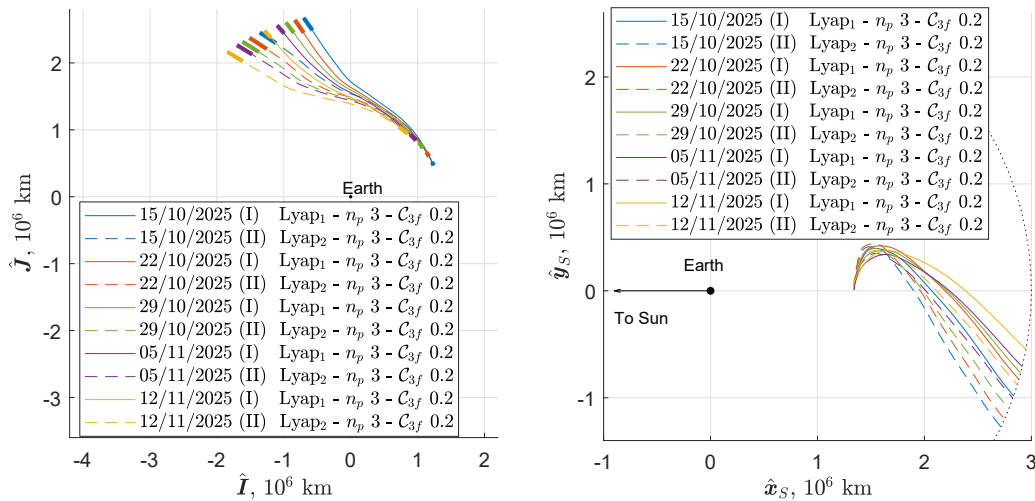 2
1
0
-1
-2
-3
Ĵ, 10⁶ km
Earth
15/10/2025 (I) Lyap₁ - nₚ 3 - 𝒞₃f 0.2
15/10/2025 (II) Lyap₂ - nₚ 3 - 𝒞₃f 0.2
22/10/2025 (I) Lyap₁ - nₚ 3 - 𝒞₃f 0.2
22/10/2025 (II) Lyap₂ - nₚ 3 - 𝒞₃f 0.2
29/10/2025 (I) Lyap₁ - nₚ 3 - 𝒞₃f 0.2
29/10/2025 (II) Lyap₂ - nₚ 3 - 𝒞₃f 0.2
05/11/2025 (I) Lyap₁ - nₚ 3 - 𝒞₃f 0.2
05/11/2025 (II) Lyap₂ - nₚ 3 - 𝒞₃f 0.2
12/11/2025 (I) Lyap₁ - nₚ 3 - 𝒞₃f 0.2
12/11/2025 (II) Lyap₂ - nₚ 3 - 𝒞₃f 0.2
-4 -3 -2 -1 0 1 2
Î, 10⁶ km
2
1
0
-1
ŷ_S, 10⁶ km
15/10/2025 (I) Lyap₁ - nₚ 3 - 𝒞₃f 0.2
15/10/2025 (II) Lyap₂ - nₚ 3 - 𝒞₃f 0.2
22/10/2025 (I) Lyap₁ - nₚ 3 - 𝒞₃f 0.2
22/10/2025 (II) Lyap₂ - nₚ 3 - 𝒞₃f 0.2
29/10/2025 (I) Lyap₁ - nₚ 3 - 𝒞₃f 0.2
29/10/2025 (II) Lyap₂ - nₚ 3 - 𝒞₃f 0.2
05/11/2025 (I) Lyap₁ - nₚ 3 - 𝒞₃f 0.2
05/11/2025 (II) Lyap₂ - nₚ 3 - 𝒞₃f 0.2
12/11/2025 (I) Lyap₁ - nₚ 3 - 𝒞₃f 0.2
12/11/2025 (II) Lyap₂ - nₚ 3 - 𝒞₃f 0.2
Earth
To Sun
-1 0 1 2 3
x̂_S, 10⁶ km